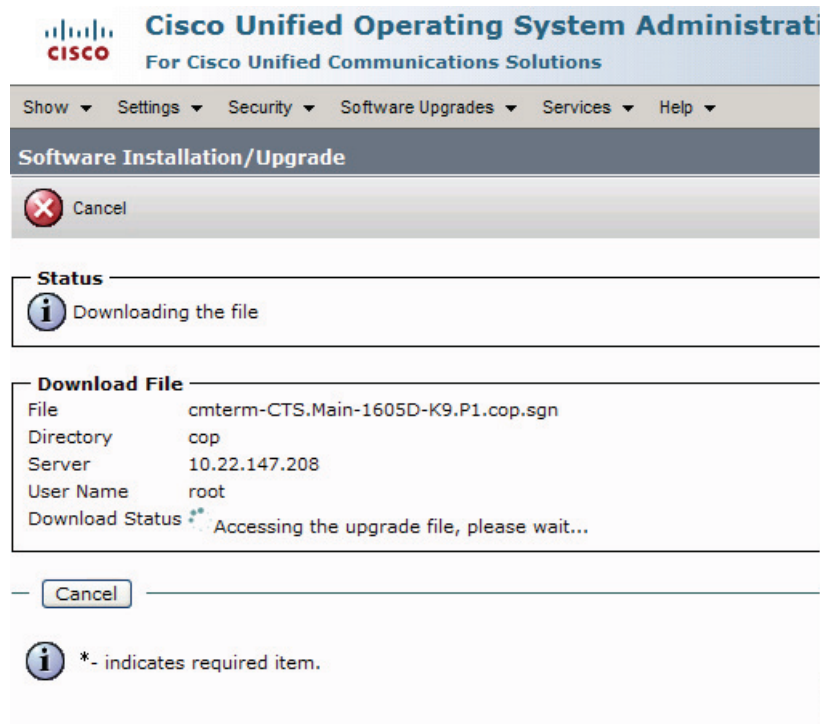 CISCO
Cisco Unified Operating System Administrati
For Cisco Unified Communications Solutions
Show Settings Security Software Upgrades Services Help
Software Installation/Upgrade
Cancel
Status
Downloading the file
Download File
File cmterm-CTS.Main-1605D-K9.P1.cop.sgn
Directory cop
Server 10.22.147.208
User Name root
Download Status Accessing the upgrade file, please wait...
Cancel
*- indicates required item.